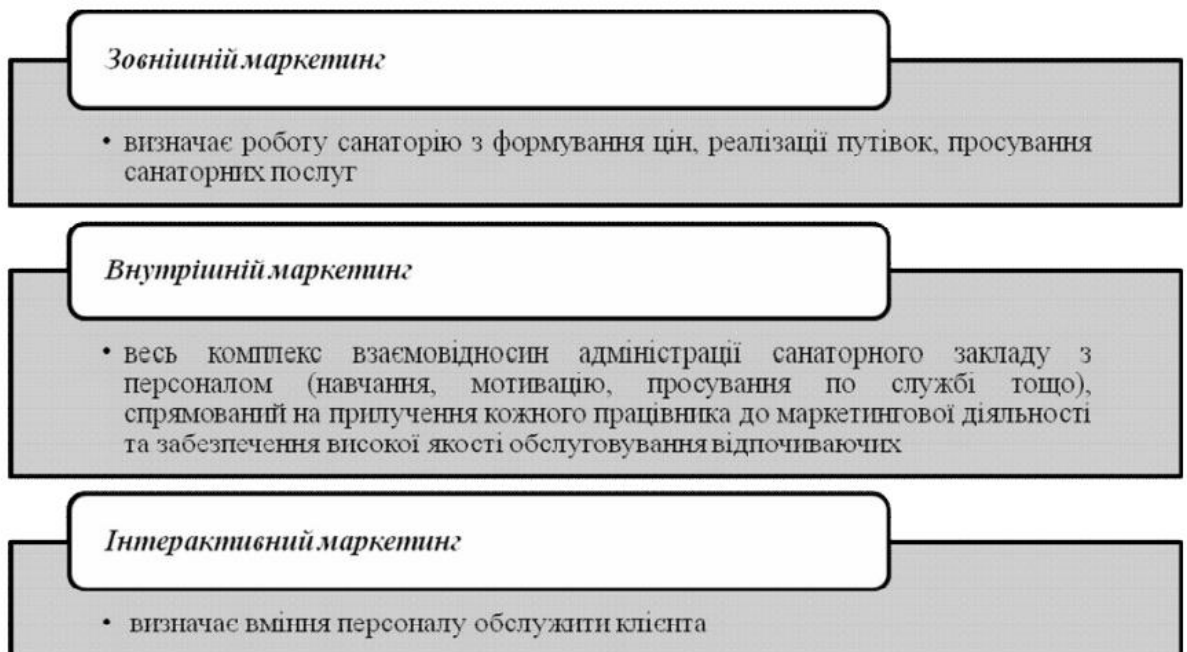 Зовнішній маркетинг
• визначає роботу санаторію з формування цін, реалізації путівок, просування
санаторних послуг
Внутрішній маркетинг
• весь комплекс взаємовідносин адміністрації санаторного закладу з
персоналом (навчання, мотивацію, просування по службі тощо),
спрямований на прилучення кожного працівника до маркетингової діяльності
та забезпечення високої якості обслуговування відпочиваючих
Інтерактивний маркетинг
• визначає вміння персоналу обслужити клієнта